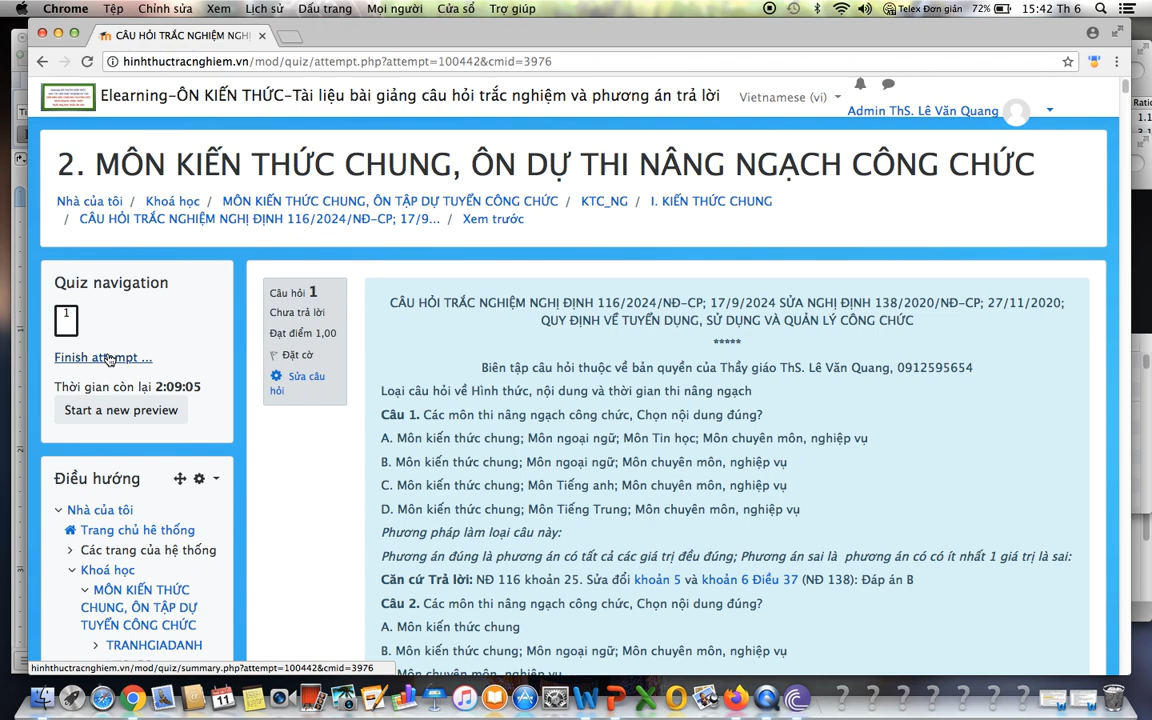 Chrome Tệp Chỉnh sửa Xem Lịch sử Dấu trang Mọi người Cửa sổ Trợ giúp Telex Đơn giản 72% 15:42 Th 6
CÂU HỎI TRẮC NGHIỆM NGHỊ
hinhthuctracnghiem.vn/mod/quiz/attempt.php?attempt=100442&cmid=3976
Elearning-ÔN KIẾN THỨC-Tài liệu bài giảng câu hỏi trắc nghiệm và phương án trả lời Vietnamese (vi)
Admin ThS. Lê Văn Quang
2. MÔN KIẾN THỨC CHUNG, ÔN DỰ THI NÂNG NGẠCH CÔNG CHỨC
Nhà của tôi / Khoá học / MÔN KIẾN THỨC CHUNG, ÔN TẬP DỰ TUYỂN CÔNG CHỨC / KTC_NG / I. KIẾN THỨC CHUNG
/ CÂU HỎI TRẮC NGHIỆM NGHỊ ĐỊNH 116/2024/NĐ-CP; 17/9... / Xem trước
Quiz navigation
1
Finish attempt ...
Thời gian còn lại 2:09:05
Start a new preview
Điều hướng
Nhà của tôi
Trang chủ hệ thống
Các trang của hệ thống
Khoá học
MÔN KIẾN THỨC
CHUNG, ÔN TẬP DỰ
TUYỂN CÔNG CHỨC
TRANHGIADANH
Câu hỏi 1
Chưa trả lời
Đạt điểm 1,00
Đặt cờ
Sửa câu
hỏi
CÂU HỎI TRẮC NGHIỆM NGHỊ ĐỊNH 116/2024/NĐ-CP; 17/9/2024 SỬA NGHỊ ĐỊNH 138/2020/NĐ-CP; 27/11/2020;
QUY ĐỊNH VỀ TUYỂN DỤNG, SỬ DỤNG VÀ QUẢN LÝ CÔNG CHỨC
*****
Biên tập câu hỏi thuộc về bản quyền của Thầy giáo ThS. Lê Văn Quang, 0912595654
Loại câu hỏi về Hình thức, nội dung và thời gian thi nâng ngạch
Câu 1. Các môn thi nâng ngạch công chức, Chọn nội dung đúng?
A. Môn kiến thức chung; Môn ngoại ngữ; Môn Tin học; Môn chuyên môn, nghiệp vụ
B. Môn kiến thức chung; Môn ngoại ngữ; Môn chuyên môn, nghiệp vụ
C. Môn kiến thức chung; Môn Tiếng anh; Môn chuyên môn, nghiệp vụ
D. Môn kiến thức chung; Môn Tiếng Trung; Môn chuyên môn, nghiệp vụ
Phương pháp làm loại câu này:
Phương án đúng là phương án có tất cả các giá trị đều đúng; Phương án sai là phương án có có ít nhất 1 giá trị là sai:
Căn cứ Trả lời: NĐ 116 khoản 25. Sửa đổi khoản 5 và khoản 6 Điều 37 (NĐ 138): Đáp án B
Câu 2. Các môn thi nâng ngạch công chức, Chọn nội dung đúng?
A. Môn kiến thức chung
B. Môn kiến thức chung; Môn ngoại ngữ; Môn chuyên môn, nghiệp vụ
Môn chuyên môn, nghiệp vụ
hinhthuctracnghiem.vn/mod/quiz/summary.php?attempt=100442&cmid=3976